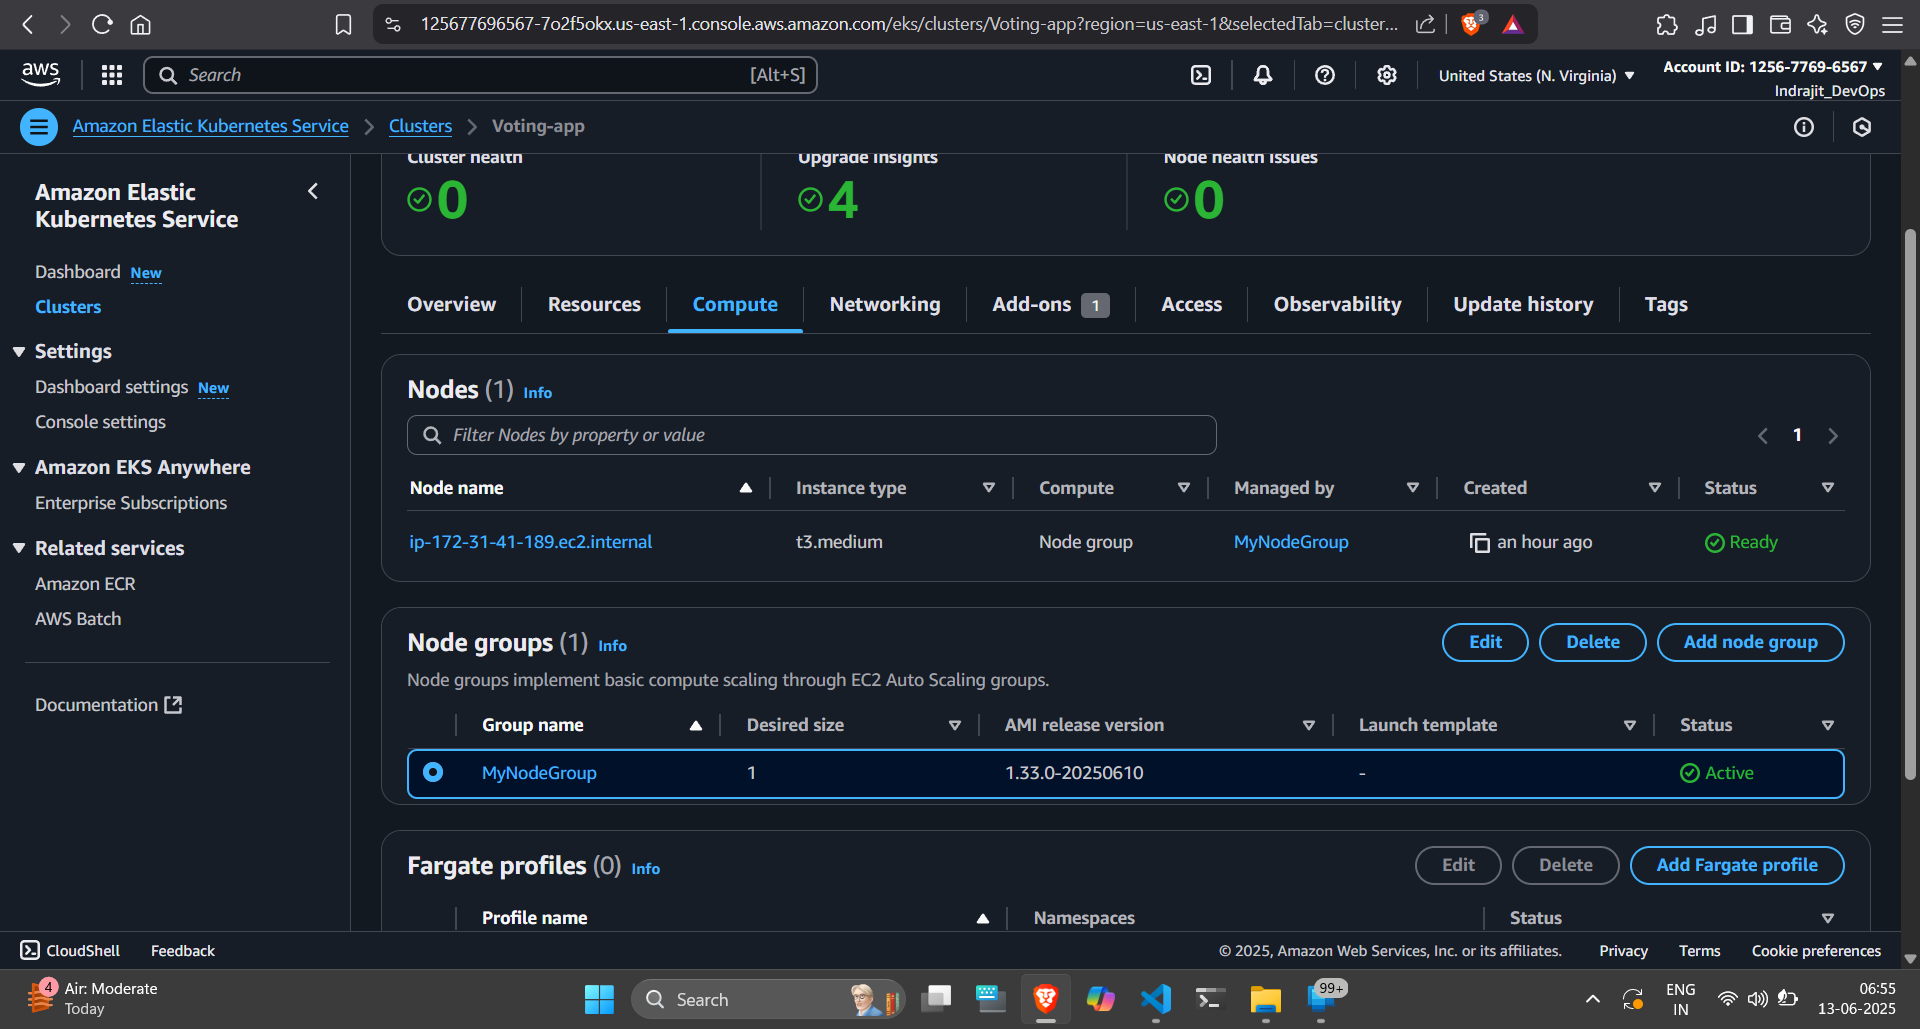 125677696567-7o2f5okx.us-east-1.console.aws.amazon.com/eks/clusters/Voting-app?region=us-east-1&selectedTab=cluster...
3
aws
Search
[Alt+S]
United States (N. Virginia)
Account ID: 1256-7769-6567
Indrajit_DevOps
Amazon Elastic Kubernetes Service
Clusters
Voting-app
Amazon Elastic
Kubernetes Service
Dashboard New
Clusters
Settings
Dashboard settings New
Console settings
Amazon EKS Anywhere
Enterprise Subscriptions
Related services
Amazon ECR
AWS Batch
Documentation
Cluster health
0
Upgrade insights
4
Node health issues
0
Overview
Resources
Compute
Networking
Add-ons 1
Access
Observability
Update history
Tags
Nodes (1) Info
Filter Nodes by property or value
1
Node name
Instance type
Compute
Managed by
Created
Status
ip-172-31-41-189.ec2.internal
t3.medium
Node group
MyNodeGroup
an hour ago
Ready
Node groups (1) Info
Edit
Delete
Add node group
Node groups implement basic compute scaling through EC2 Auto Scaling groups.
Group name
Desired size
AMI release version
Launch template
Status
MyNodeGroup
1
1.33.0-20250610
-
Active
Fargate profiles (0) Info
Edit
Delete
Add Fargate profile
Profile name
Namespaces
Status
CloudShell
Feedback
© 2025, Amazon Web Services, Inc. or its affiliates.
Privacy
Terms
Cookie preferences
4
Air: Moderate
Today
Search
99+
ENG
IN
06:55
13-06-2025